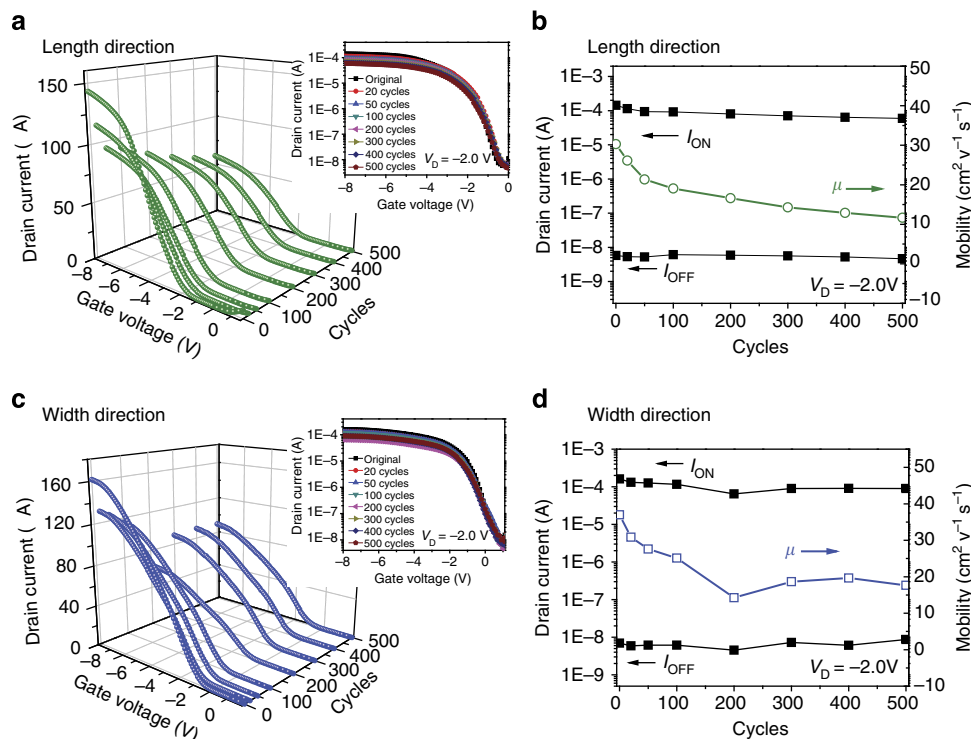 a
Length direction
Drain current ( A)
150
100
50
0
−8
−6
−4
−2
0
Gate voltage (V)
0
100
200
300
400
500
Cycles
Drain current (A)
1E−4
1E−5
1E−6
1E−7
1E−8
Original
20 cycles
50 cycles
100 cycles
200 cycles
300 cycles
400 cycles
500 cycles
VD = −2.0 V
−8 −6 −4 −2 0
Gate voltage (V)
b
Length direction
Drain current (A)
1E−3
1E−4
1E−5
1E−6
1E−7
1E−8
1E−9
ION
μ
IOFF
VD = −2.0V
50
40
30
20
10
0
−10
Mobility (cm² v⁻¹ s⁻¹)
0 100 200 300 400 500
Cycles
c
Width direction
Drain current ( A)
160
120
80
40
0
−8
−6
−4
−2
0
Gate voltage (V)
0
100
200
300
400
500
Cycles
Drain current (A)
1E−4
1E−5
1E−6
1E−7
1E−8
Original
20 cycles
50 cycles
100 cycles
200 cycles
300 cycles
400 cycles
500 cycles
VD = −2.0 V
−8 −6 −4 −2 0
Gate voltage (V)
d
Width direction
Drain current (A)
1E−3
1E−4
1E−5
1E−6
1E−7
1E−8
1E−9
ION
μ
IOFF
VD = −2.0V
50
40
30
20
10
0
−10
Mobility (cm² v⁻¹ s⁻¹)
0 100 200 300 400 500
Cycles